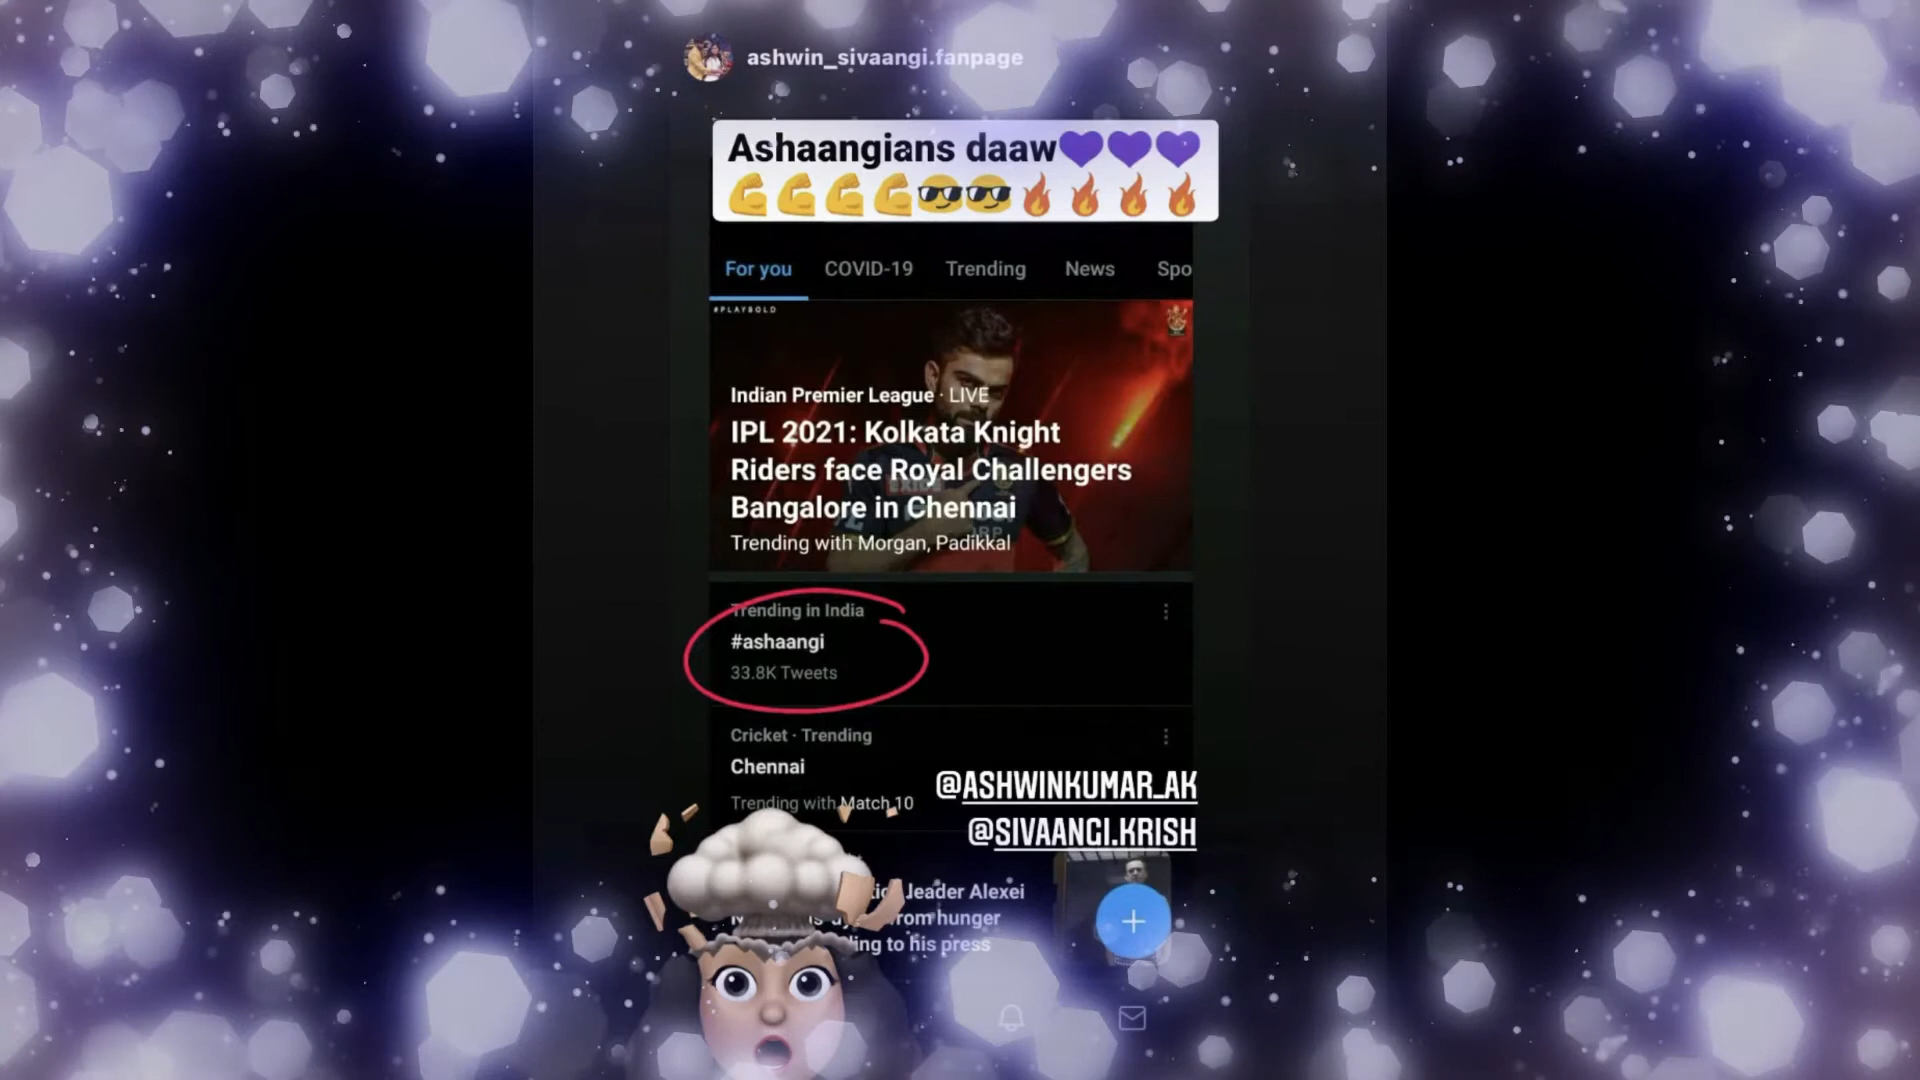 ashwin_sivaangi.fanpage
Ashaangians daaw💜💜💜
💪💪💪💪😎😎🔥🔥🔥🔥
For you COVID-19 Trending News Spo
#PLAYBOLD
Indian Premier League · LIVE
IPL 2021: Kolkata Knight
Riders face Royal Challengers
Bangalore in Chennai
Trending with Morgan, Padikkal
Trending in India
#ashaangi
33.8K Tweets
Cricket · Trending
Chennai
Trending with Match 10
@ASHWINKUMAR_AK
@SIVAANGI.KRISH
leader Alexei
from hunger
to his press